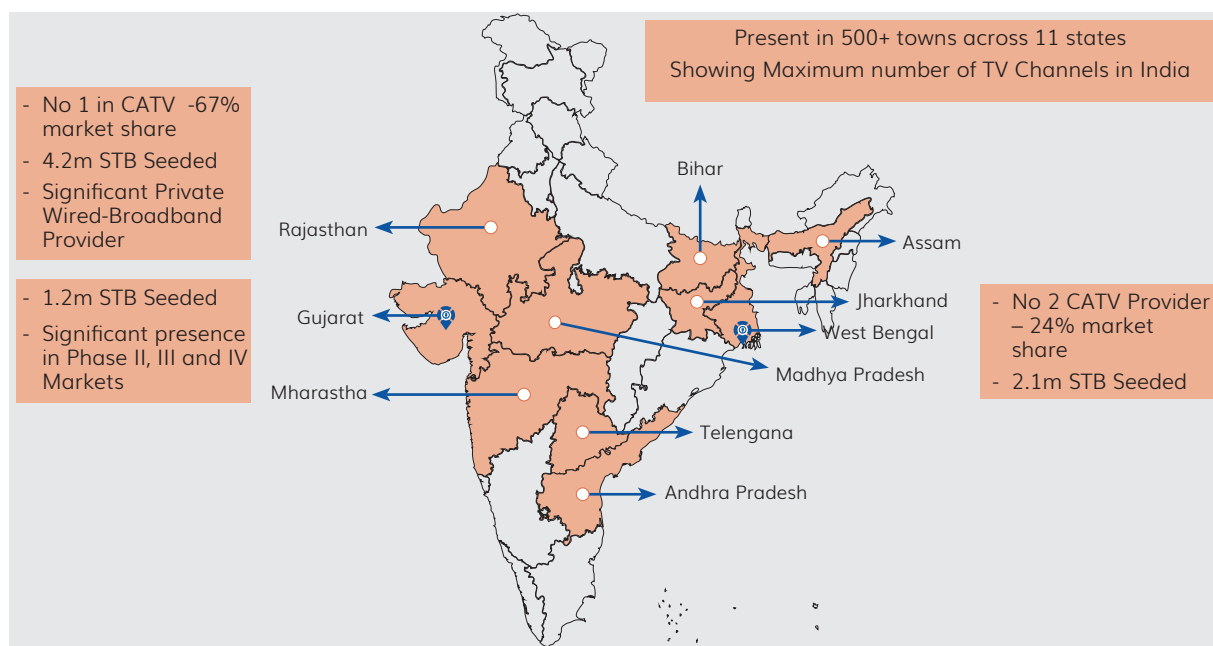 Present in 500+ towns across 11 states
Showing Maximum number of TV Channels in India
- No 1 in CATV -67%
market share
- 4.2m STB Seeded
- Significant Private
Wired-Broadband
Provider
- 1.2m STB Seeded
- Significant presence
in Phase II, III and IV
Markets
Bihar
Rajasthan
Assam
Gujarat
Jharkhand
West Bengal
Madhya Pradesh
Mharastha
Telengana
Andhra Pradesh
- No 2 CATV Provider
– 24% market
share
- 2.1m STB Seeded